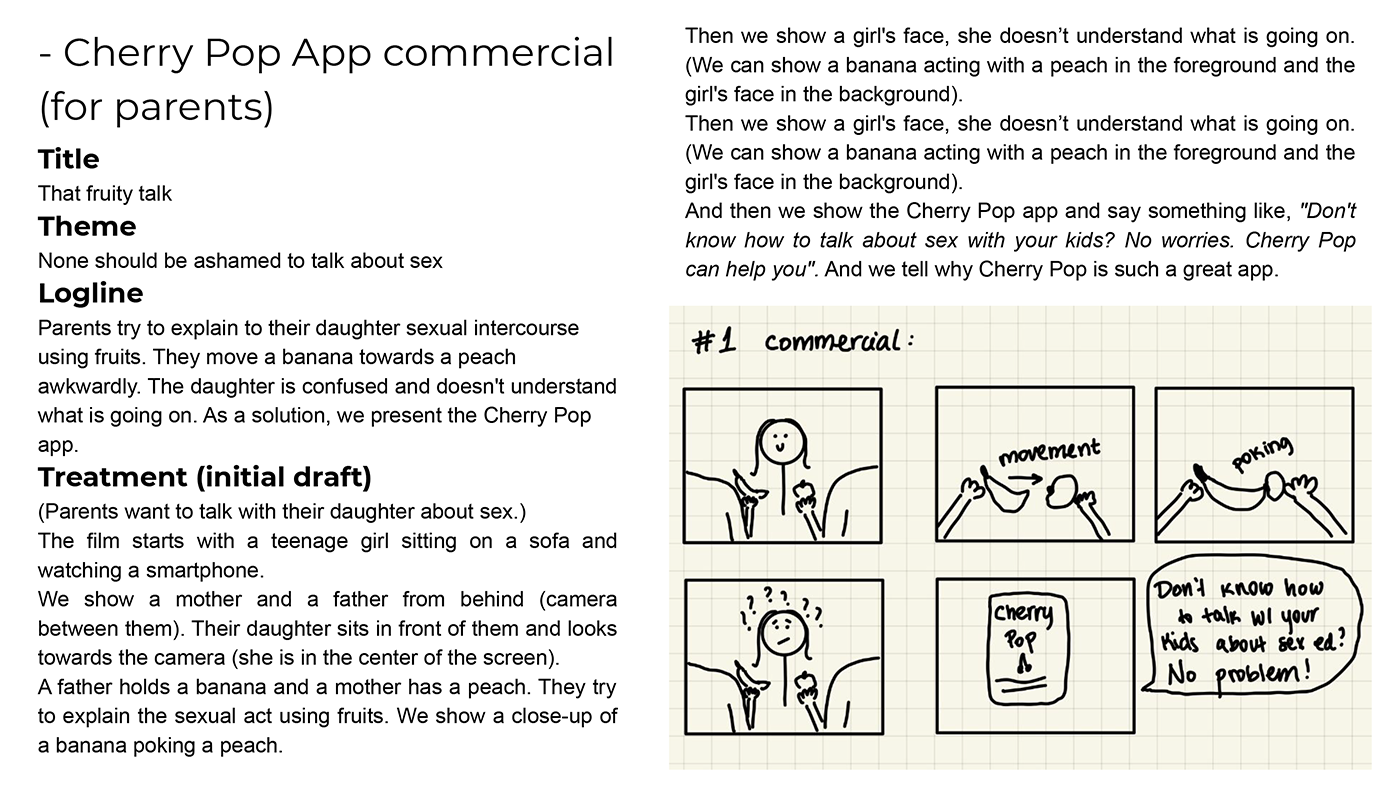 - Cherry Pop App commercial
(for parents)
Title
That fruity talk
Theme
None should be ashamed to talk about sex
Logline
Parents try to explain to their daughter sexual intercourse
using fruits. They move a banana towards a peach
awkwardly. The daughter is confused and doesn't understand
what is going on. As a solution, we present the Cherry Pop
app.
Treatment (initial draft)
(Parents want to talk with their daughter about sex.)
The film starts with a teenage girl sitting on a sofa and
watching a smartphone.
We show a mother and a father from behind (camera
between them). Their daughter sits in front of them and looks
towards the camera (she is in the center of the screen).
A father holds a banana and a mother has a peach. They try
to explain the sexual act using fruits. We show a close-up of
a banana poking a peach.
Then we show a girl's face, she doesn’t understand what is going on.
(We can show a banana acting with a peach in the foreground and the
girl's face in the background).
Then we show a girl's face, she doesn’t understand what is going on.
(We can show a banana acting with a peach in the foreground and the
girl's face in the background).
And then we show the Cherry Pop app and say something like, "Don't
know how to talk about sex with your kids? No worries. Cherry Pop
can help you". And we tell why Cherry Pop is such a great app.
#1 commercial:
movement
poking
? ? ? ? ? ?
Cherry
Pop
Don't know how
to talk w/ your
kids about sex ed?
No problem!